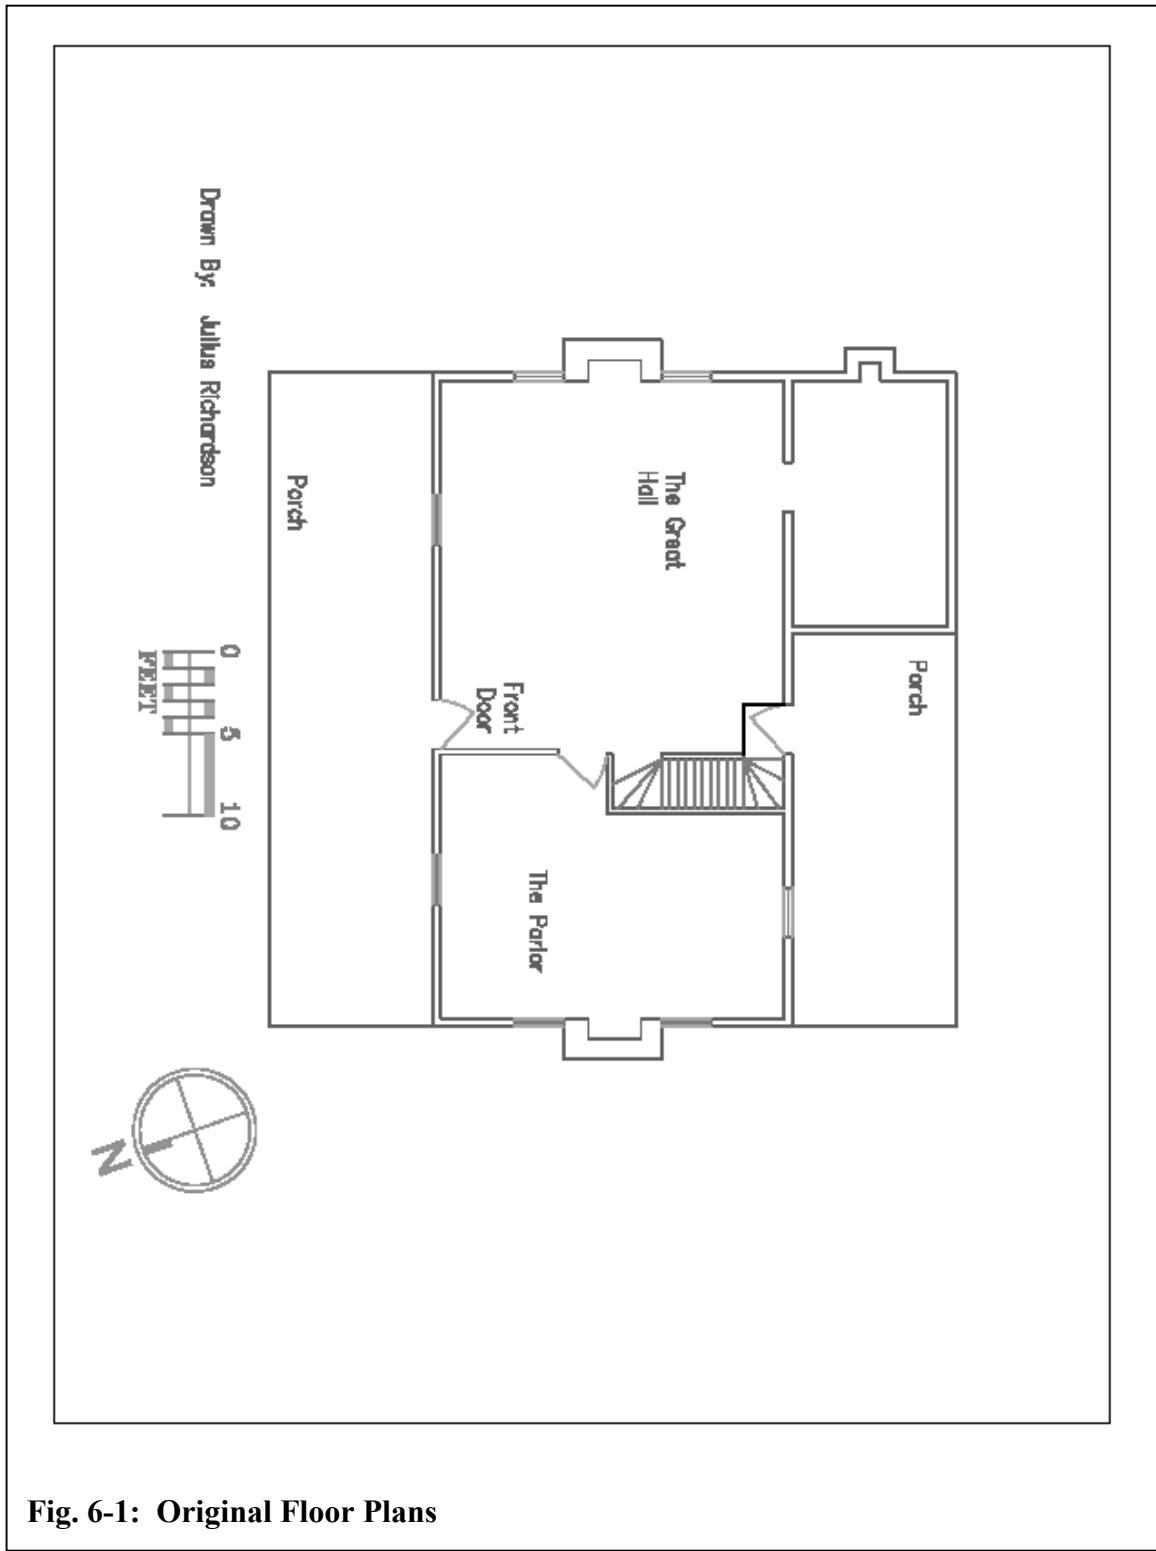 Porch
The Great
Hall
Front
Door
Porch
The Parlor
Drawn By: Julius Richardson
0 5 10
FEET
N
Fig. 6-1: Original Floor Plans